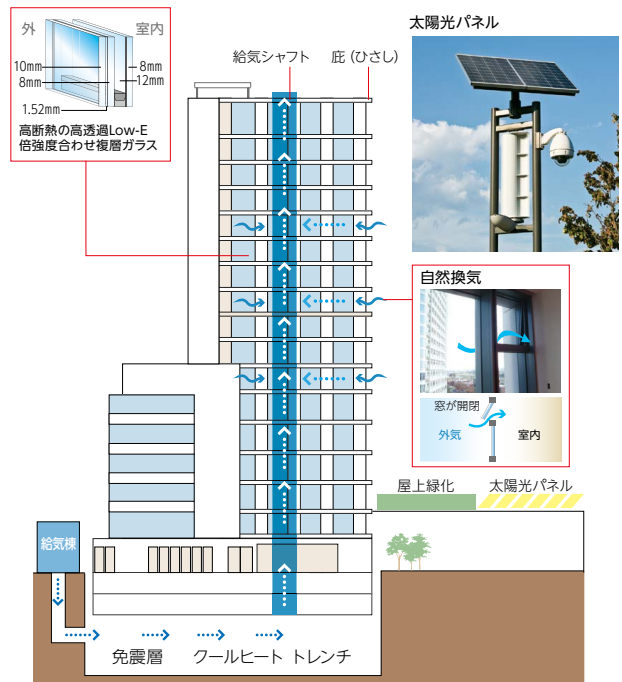 外 室内
10mm
8mm
8mm
12mm
1.52mm
高断熱の高透過Low-E
倍強度合わせ複層ガラス
給気シャフト
庇（ひさし）
太陽光パネル
自然換気
窓が開閉
外気
室内
屋上緑化
太陽光パネル
給気棟
免震層
クールヒート トレンチ